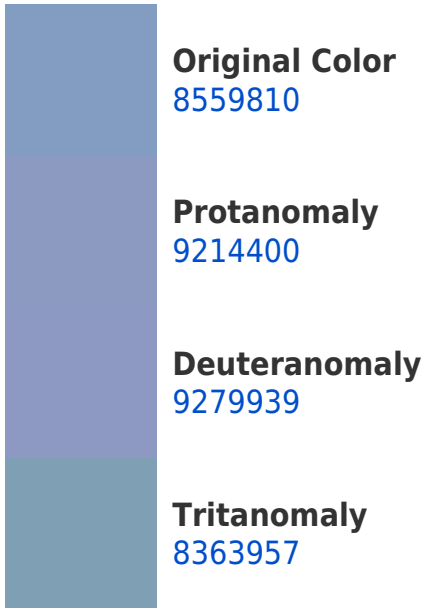 Original Color
8559810
Protanomaly
9214400
Deuteranomaly
9279939
Tritanomaly
8363957